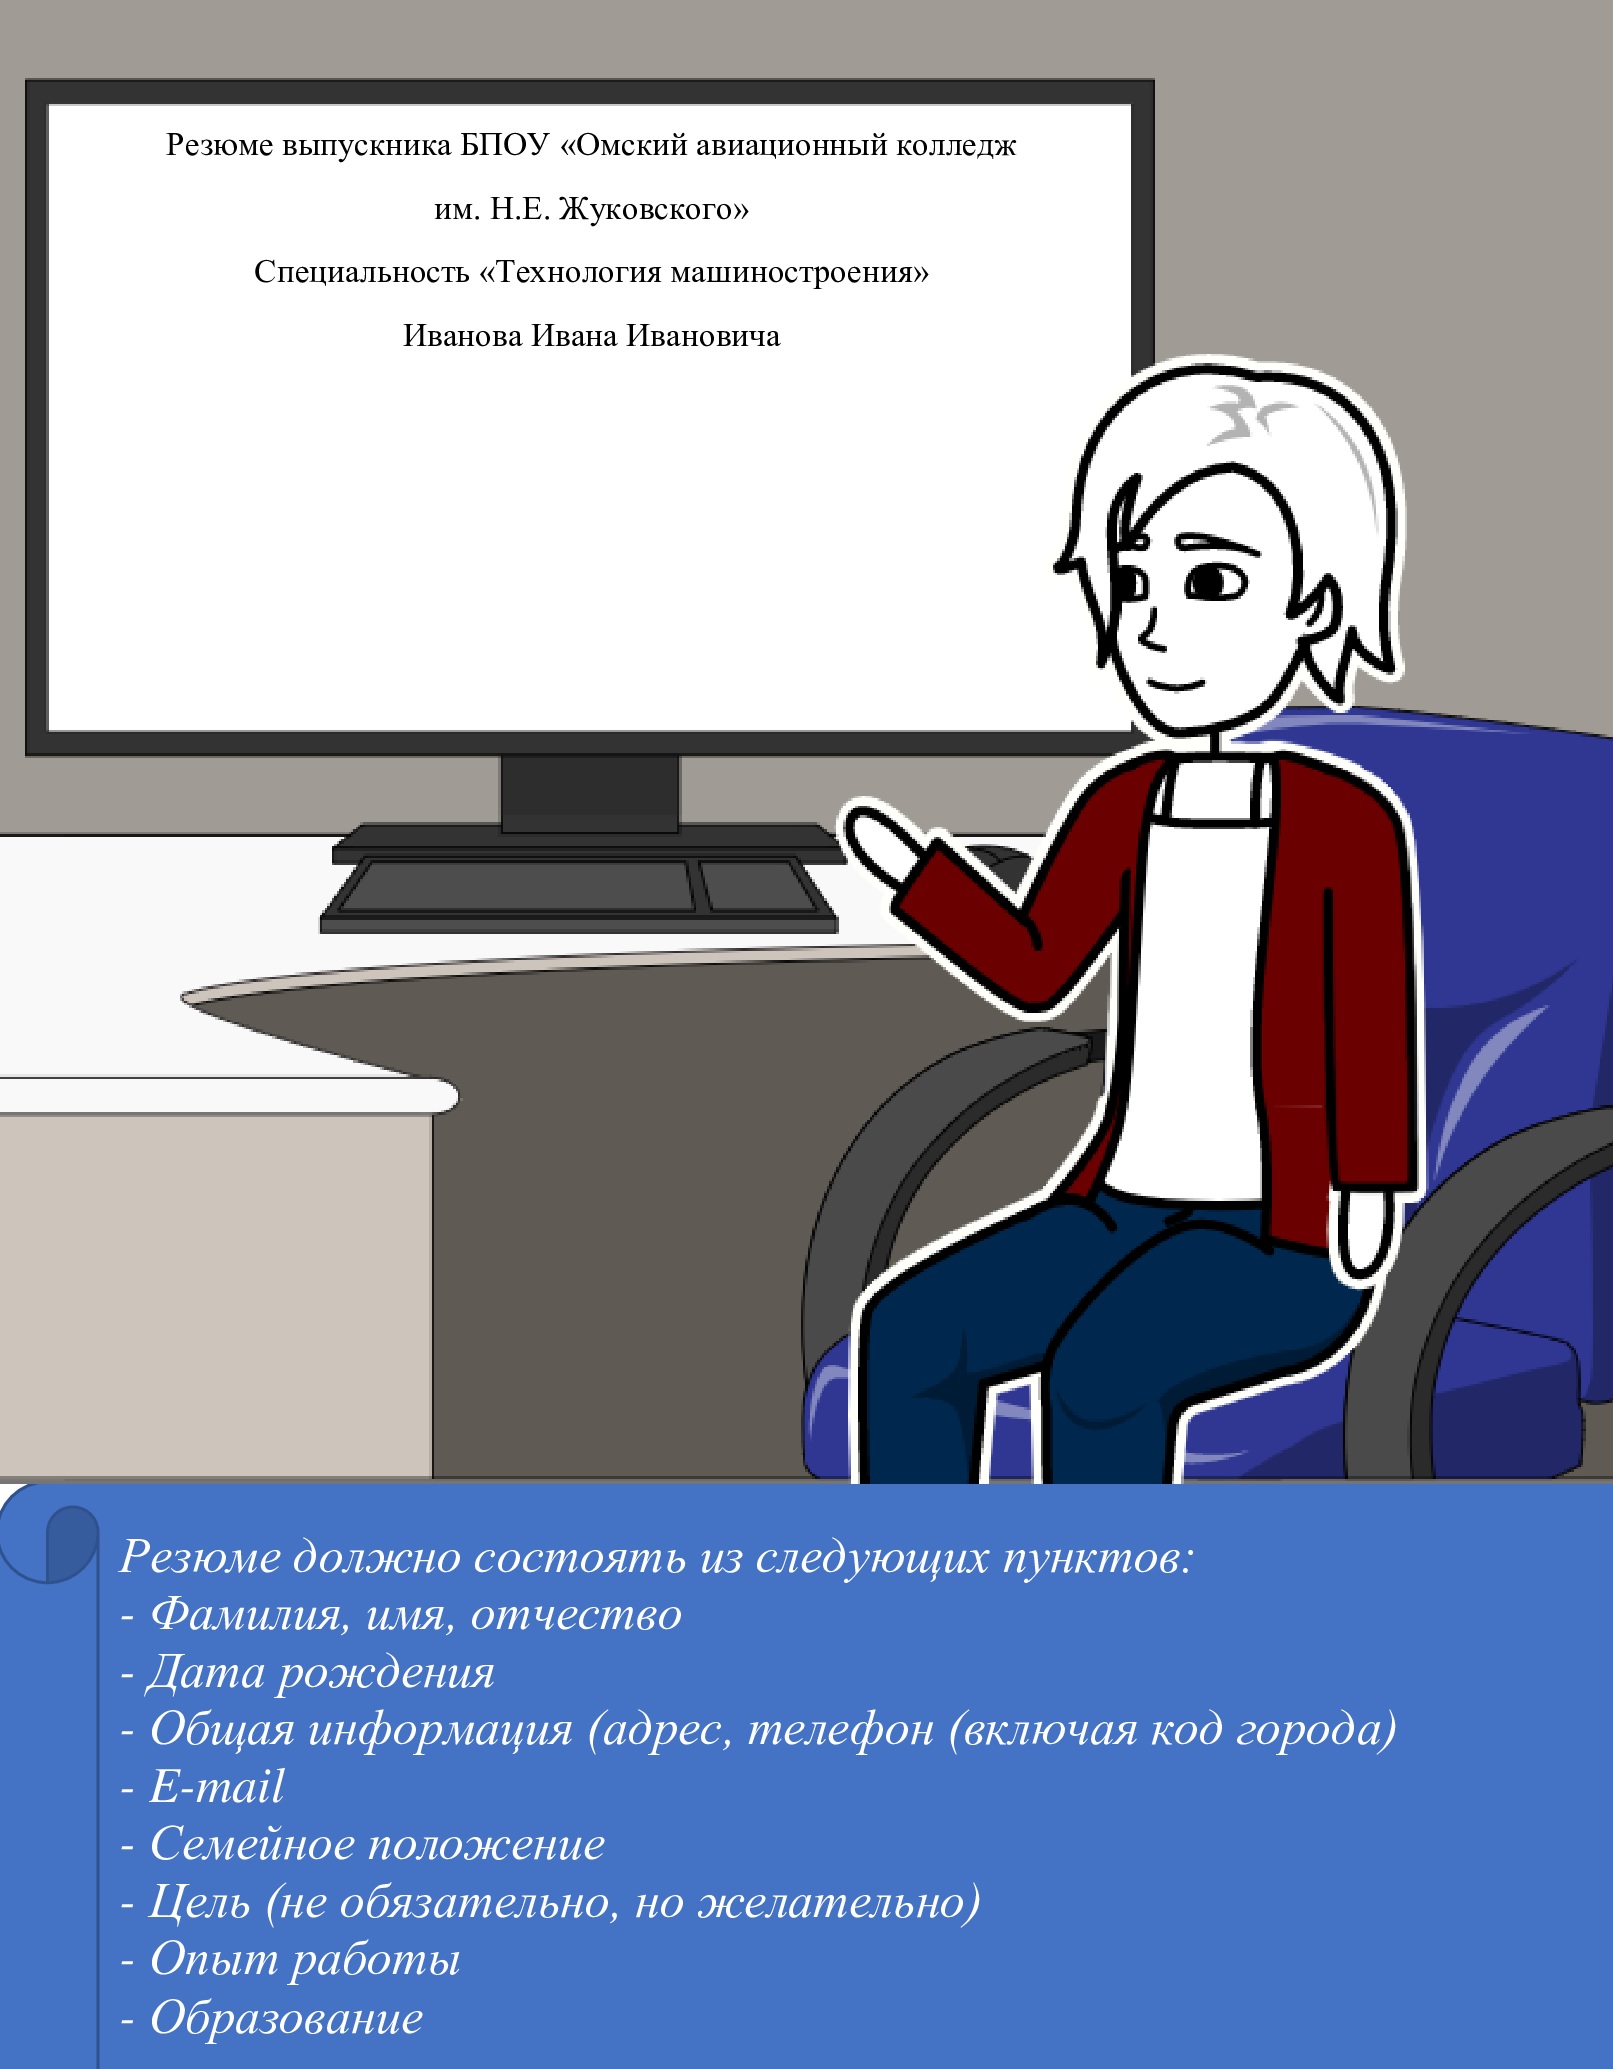 Резюме выпускника БПОУ «Омский авиационный колледж
им. Н.Е. Жуковского»
Специальность «Технология машиностроения»
Иванова Ивана Ивановича
Резюме должно состоять из следующих пунктов:
- Фамилия, имя, отчество
- Дата рождения
- Общая информация (адрес, телефон (включая код города)
- E-mail
- Семейное положение
- Цель (не обязательно, но желательно)
- Опыт работы
- Образование